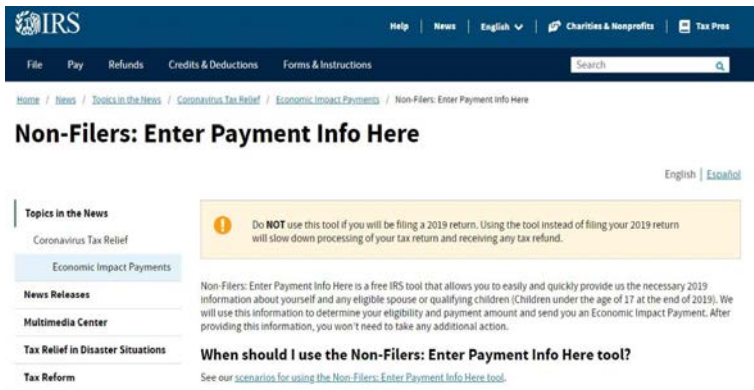 IRS
Help | News | English | Charities & Nonprofits | Tax Pros
File Pay Refunds Credits & Deductions Forms & Instructions Search
Home / News / Topics in the News / Coronavirus Tax Relief / Economic Impact Payments / Non-Filers: Enter Payment Info Here
Non-Filers: Enter Payment Info Here
English | Español
Topics in the News
Coronavirus Tax Relief
Economic Impact Payments
News Releases
Multimedia Center
Tax Relief in Disaster Situations
Tax Reform
Do NOT use this tool if you will be filing a 2019 return. Using the tool instead of filing your 2019 return
will slow down processing of your tax return and receiving any tax refund.
Non-Filers: Enter Payment Info Here is a free IRS tool that allows you to easily and quickly provide us the necessary 2019
information about yourself and any eligible spouse or qualifying children (Children under the age of 17 at the end of 2019). We
will use this information to determine your eligibility and payment amount and send you an Economic Impact Payment. After
providing this information, you won't need to take any additional action.
When should I use the Non-Filers: Enter Payment Info Here tool?
See our scenarios for using the Non-Filers: Enter Payment Info Here tool.